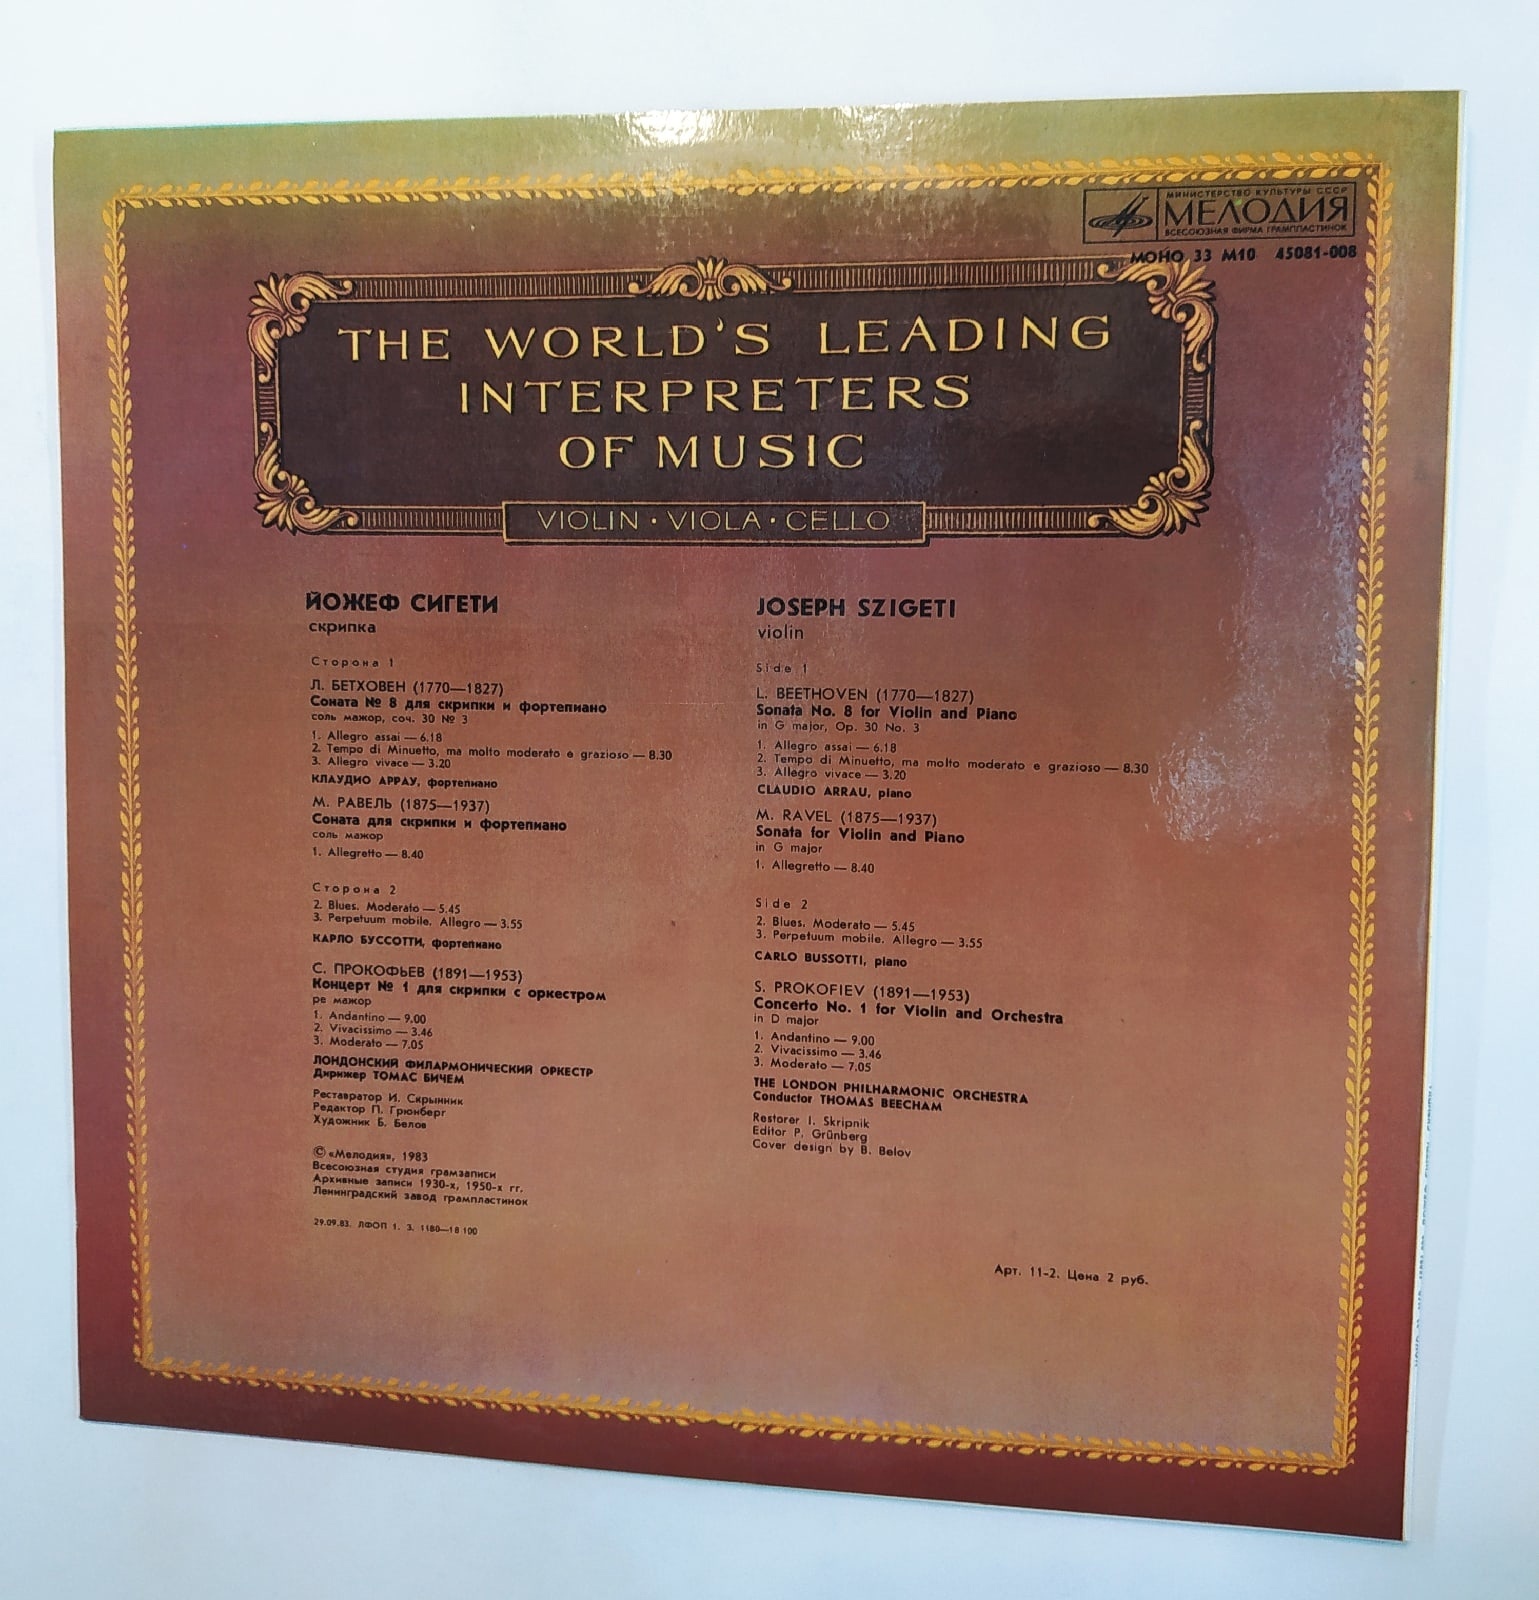 МИНИСТЕРСТВО КУЛЬТУРЫ СССР
МЕЛОДИЯ
ВСЕСОЮЗНАЯ ФИРМА ГРАМПЛАСТИНОК
МОНО 33 М10 45081-008
THE WORLD'S LEADING
INTERPRETERS
OF MUSIC
VIOLIN · VIOLA · CELLO
ЙОЖЕФ СИГЕТИ
скрипка
Сторона 1
Л. БЕТХОВЕН (1770—1827)
Соната № 8 для скрипки и фортепиано
соль мажор, соч. 30 № 3
1. Allegro assai — 6.18
2. Tempo di Minuetto, ma molto moderato e grazioso — 8.30
3. Allegro vivace — 3.20
КЛАУДИО АРРАУ, фортепиано
М. РАВЕЛЬ (1875—1937)
Соната для скрипки и фортепиано
соль мажор
1. Allegretto — 8.40
Сторона 2
2. Blues. Moderato — 5.45
3. Perpetuum mobile. Allegro — 3.55
КАРЛО БУССОТТИ, фортепиано
С. ПРОКОФЬЕВ (1891—1953)
Концерт № 1 для скрипки с оркестром
ре мажор
1. Andantino — 9.00
2. Vivacissimo — 3.46
3. Moderato — 7.05
ЛОНДОНСКИЙ ФИЛАРМОНИЧЕСКИЙ ОРКЕСТР
Дирижер ТОМАС БИЧЕМ
Реставратор И. Скрынник
Редактор П. Грюнберг
Художник Б. Белов
© «Мелодия», 1983
Всесоюзная студия грамзаписи
Архивные записи 1930-х, 1950-х гг.
Ленинградский завод грампластинок
29.09.83. ЛФОП 1. З. 1180—18 100
JOSEPH SZIGETI
violin
Side 1
L. BEETHOVEN (1770—1827)
Sonata No. 8 for Violin and Piano
in G major, Op. 30 No. 3
1. Allegro assai — 6.18
2. Tempo di Minuetto, ma molto moderato e grazioso — 8.30
3. Allegro vivace — 3.20
CLAUDIO ARRAU, piano
M. RAVEL (1875—1937)
Sonata for Violin and Piano
in G major
1. Allegretto — 8.40
Side 2
2. Blues. Moderato — 5.45
3. Perpetuum mobile. Allegro — 3.55
CARLO BUSSOTTI, piano
S. PROKOFIEV (1891—1953)
Concerto No. 1 for Violin and Orchestra
in D major
1. Andantino — 9.00
2. Vivacissimo — 3.46
3. Moderato — 7.05
THE LONDON PHILHARMONIC ORCHESTRA
Conductor THOMAS BEECHAM
Restorer I. Skripnik
Editor P. Grünberg
Cover design by B. Belov
Арт. 11-2. Цена 2 руб.